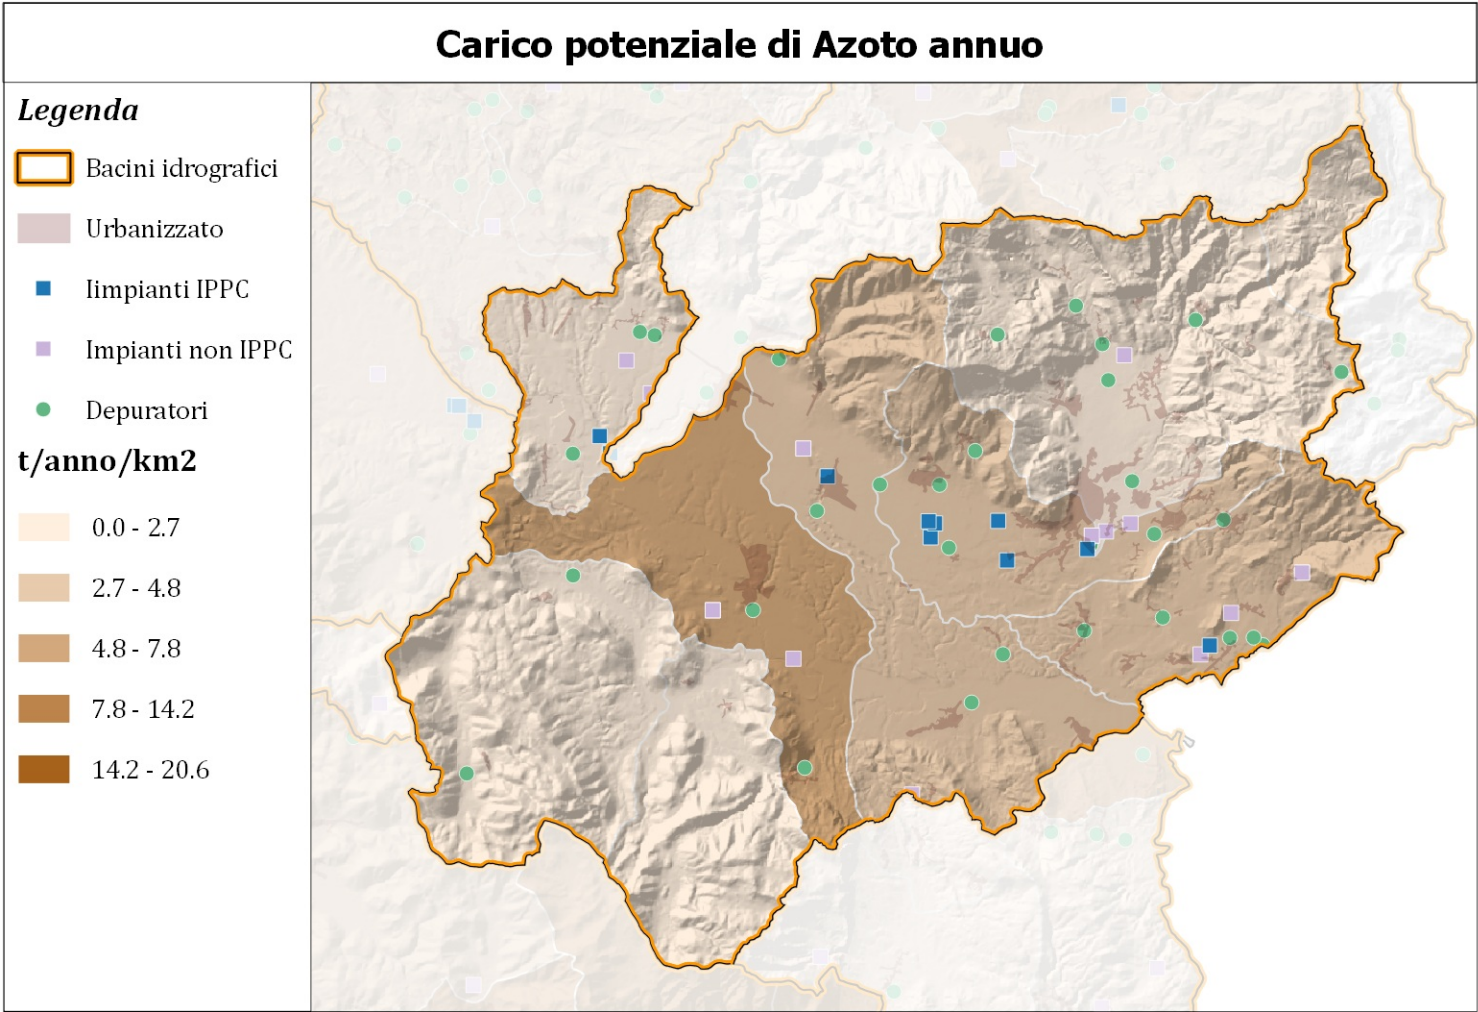 Carico potenziale di Azoto annuo
Legenda
Bacini idrografici
Urbanizzato
Iimpianti IPPC
Impianti non IPPC
Depuratori
t/anno/km2
0.0 - 2.7
2.7 - 4.8
4.8 - 7.8
7.8 - 14.2
14.2 - 20.6